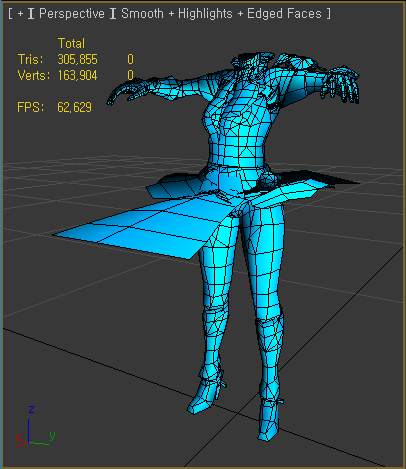 [ + ][ Perspective ][ Smooth + Highlights + Edged Faces ]
Total
Tris: 305,855 0
Verts: 163,904 0
FPS: 62,629
z
x y